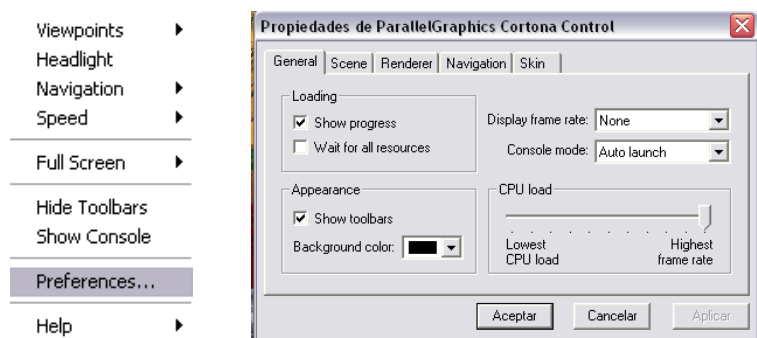 Viewpoints
Headlight
Navigation
Speed
Full Screen
Hide Toolbars
Show Console
Preferences...
Help
Propiedades de ParallelGraphics Cortona Control
General Scene Renderer Navigation Skin
Loading
Show progress
Wait for all resources
Display frame rate: None
Console mode: Auto launch
Appearance
Show toolbars
Background color:
CPU load
Lowest CPU load
Highest frame rate
Aceptar Cancelar Aplicar